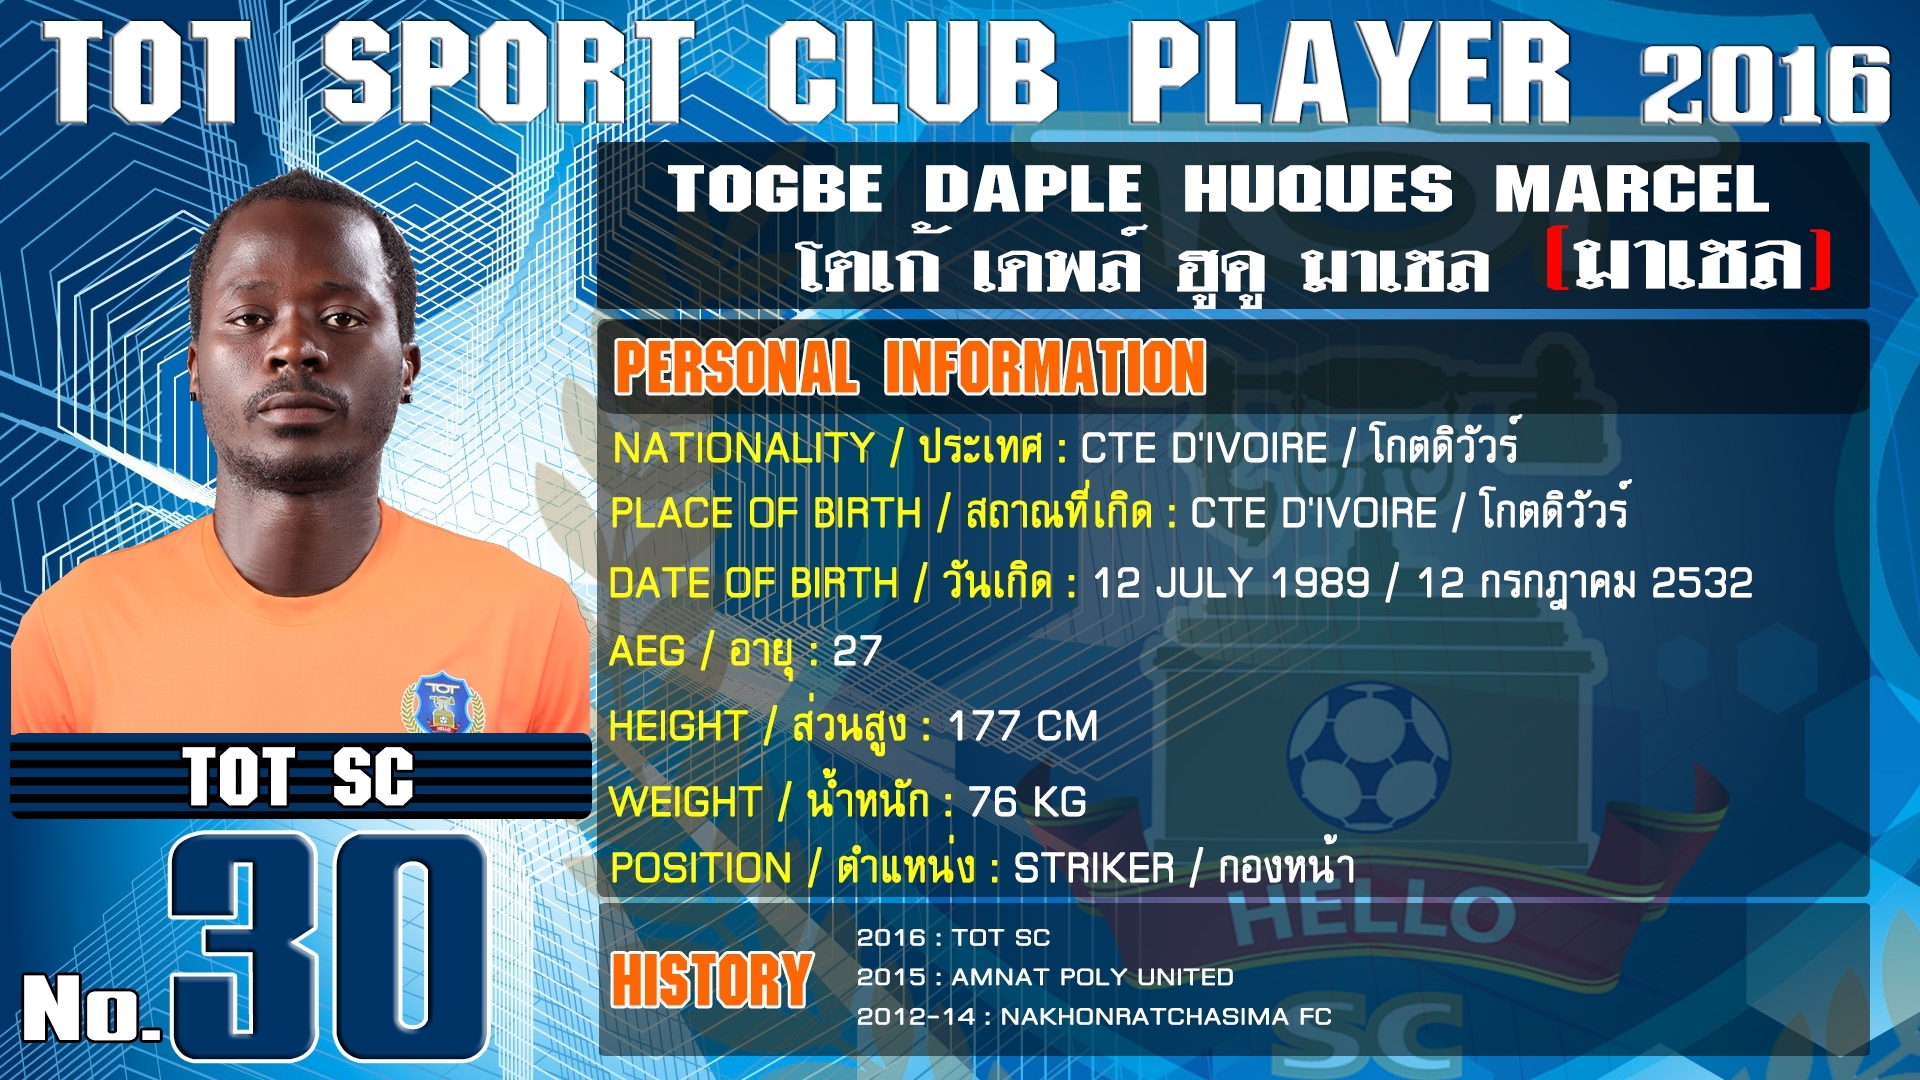 TOT SPORT CLUB PLAYER 2016
TOGBE DAPLE HUQUES MARCEL
โตเก้ เดพล์ ฮูคู มาเซล (มาเซล)
PERSONAL INFORMATION
NATIONALITY / ประเทศ : CTE D'IVOIRE / โกตดิวัวร์
PLACE OF BIRTH / สถาณที่เกิด : CTE D'IVOIRE / โกตดิวัวร์
DATE OF BIRTH / วันเกิด : 12 JULY 1989 / 12 กรกฎาคม 2532
AEG / อายุ : 27
HEIGHT / ส่วนสูง : 177 CM
WEIGHT / น้ำหนัก : 76 KG
POSITION / ตำแหน่ง : STRIKER / กองหน้า
HISTORY
2016 : TOT SC
2015 : AMNAT POLY UNITED
2012-14 : NAKHONRATCHASIMA FC
TOT
HELLO
TOT SC
No. 30
TOT
HELLO
SC